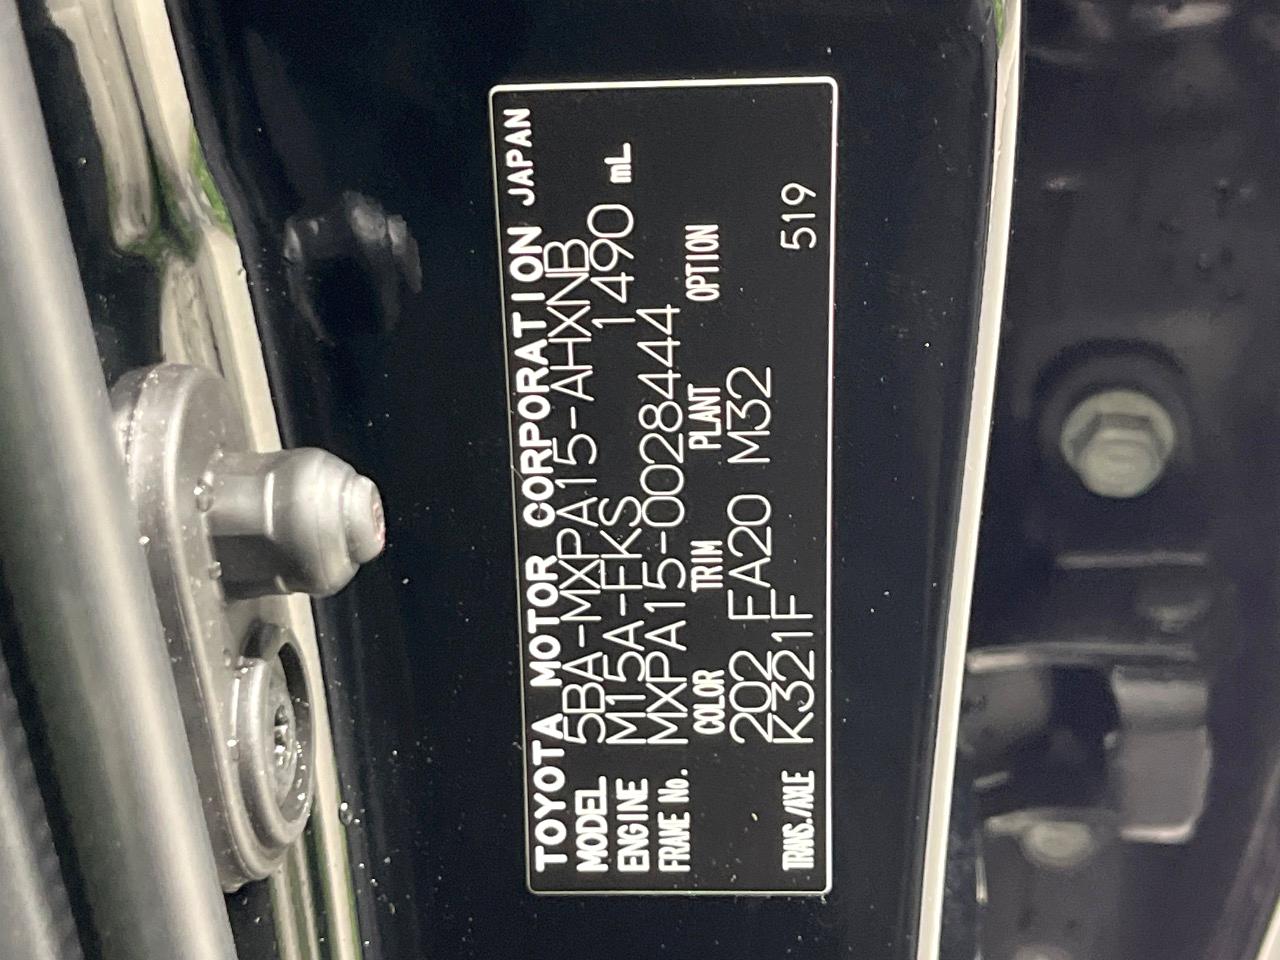 TOYOTA MOTOR CORPORATION JAPAN
MODEL 5BA-MXPA15-AHXNB
ENGINE M15A-FKS 1490 mL
FRAME No. MXPA15-0028444
COLOR TRIM PLANT OPTION
202 FA20 M32
TRANS./AXLE K321F 519